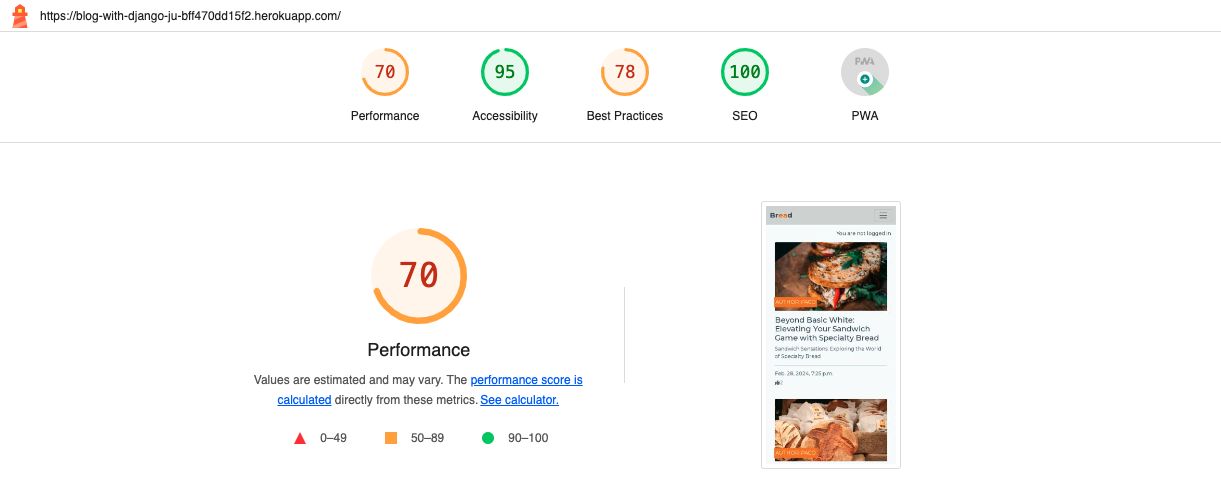 https://blog-with-django-ju-bff470dd15f2.herokuapp.com/
70
95
78
100
PWA
Performance
Accessibility
Best Practices
SEO
PWA
70
Performance
Values are estimated and may vary. The performance score is
calculated directly from these metrics. See calculator.
0–49
50–89
90–100
Bread
You are not logged in
AUTHOR: PACO
Beyond Basic White:
Elevating Your Sandwich
Game with Specialty Bread
Sandwich Sensations: Exploring the World
of Specialty Bread
Feb. 28, 2024, 7:25 p.m.
AUTHOR: PACO